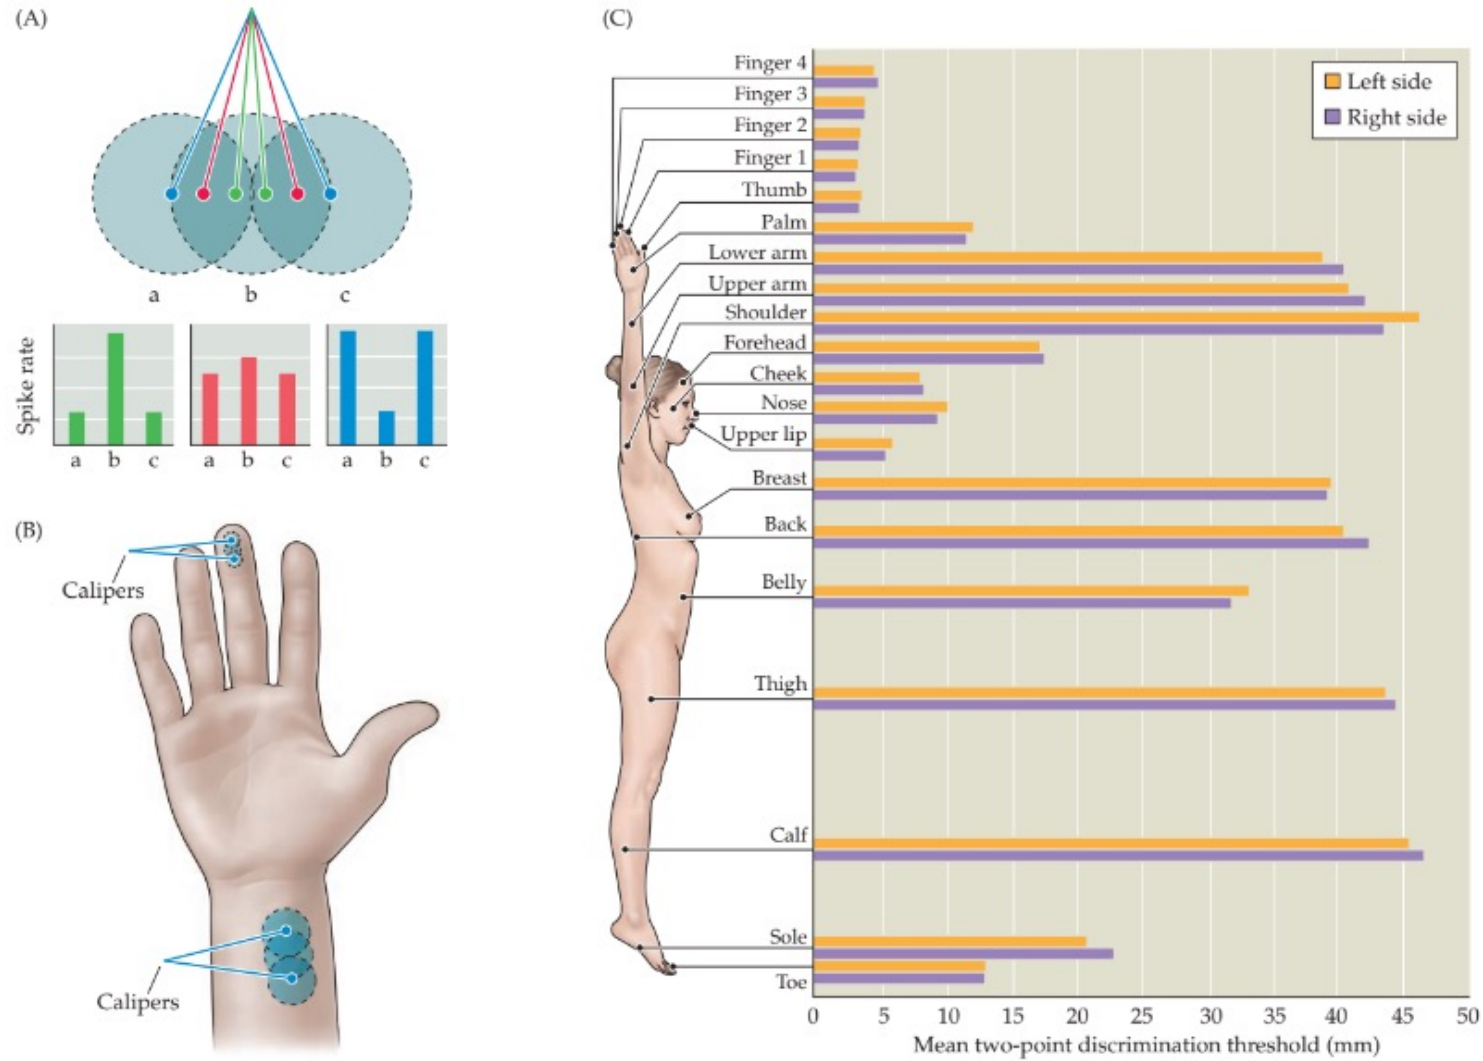 (A)
a b c
Spike rate
a b c
a b c
a b c
(B)
Calipers
Calipers
(C)
Finger 4
Finger 3
Finger 2
Finger 1
Thumb
Palm
Lower arm
Upper arm
Shoulder
Forehead
Cheek
Nose
Upper lip
Breast
Back
Belly
Thigh
Calf
Sole
Toe
Left side
Right side
0 5 10 15 20 25 30 35 40 45 50
Mean two-point discrimination threshold (mm)